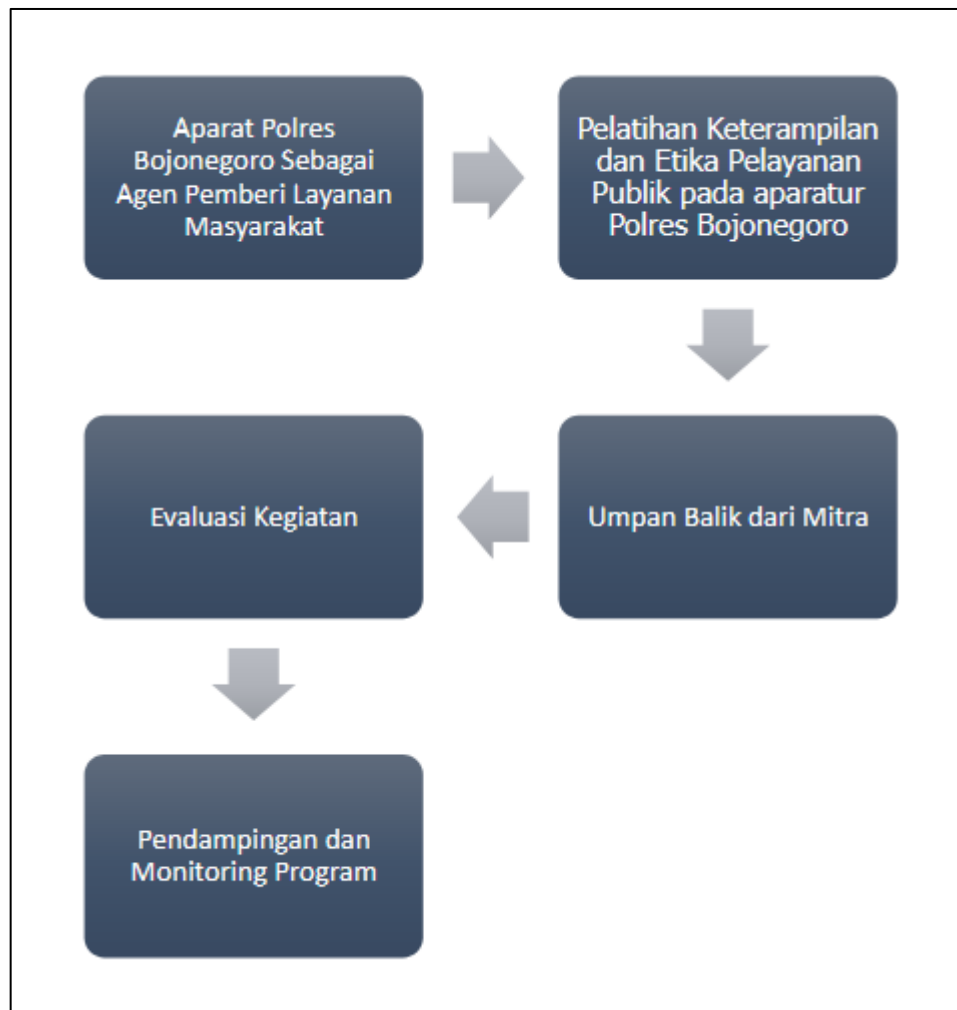 Aparat Polres
Bojonegoro Sebagai
Agen Pemberi Layanan
Masyarakat
Pelatihan Keterampilan
dan Etika Pelayanan
Publik pada aparatur
Polres Bojonegoro
Umpan Balik dari Mitra
Evaluasi Kegiatan
Pendampingan dan
Monitoring Program